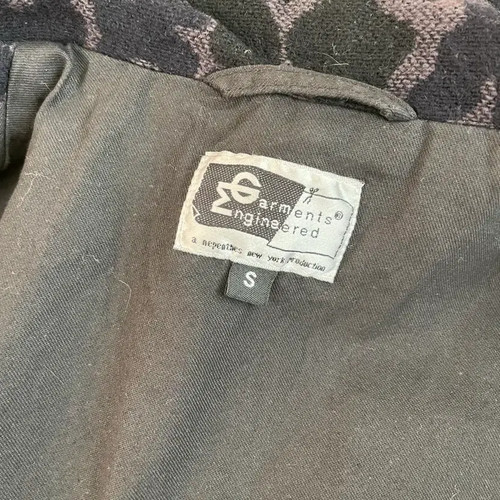 Garments®
Engineered
a nepenthes new york production
S